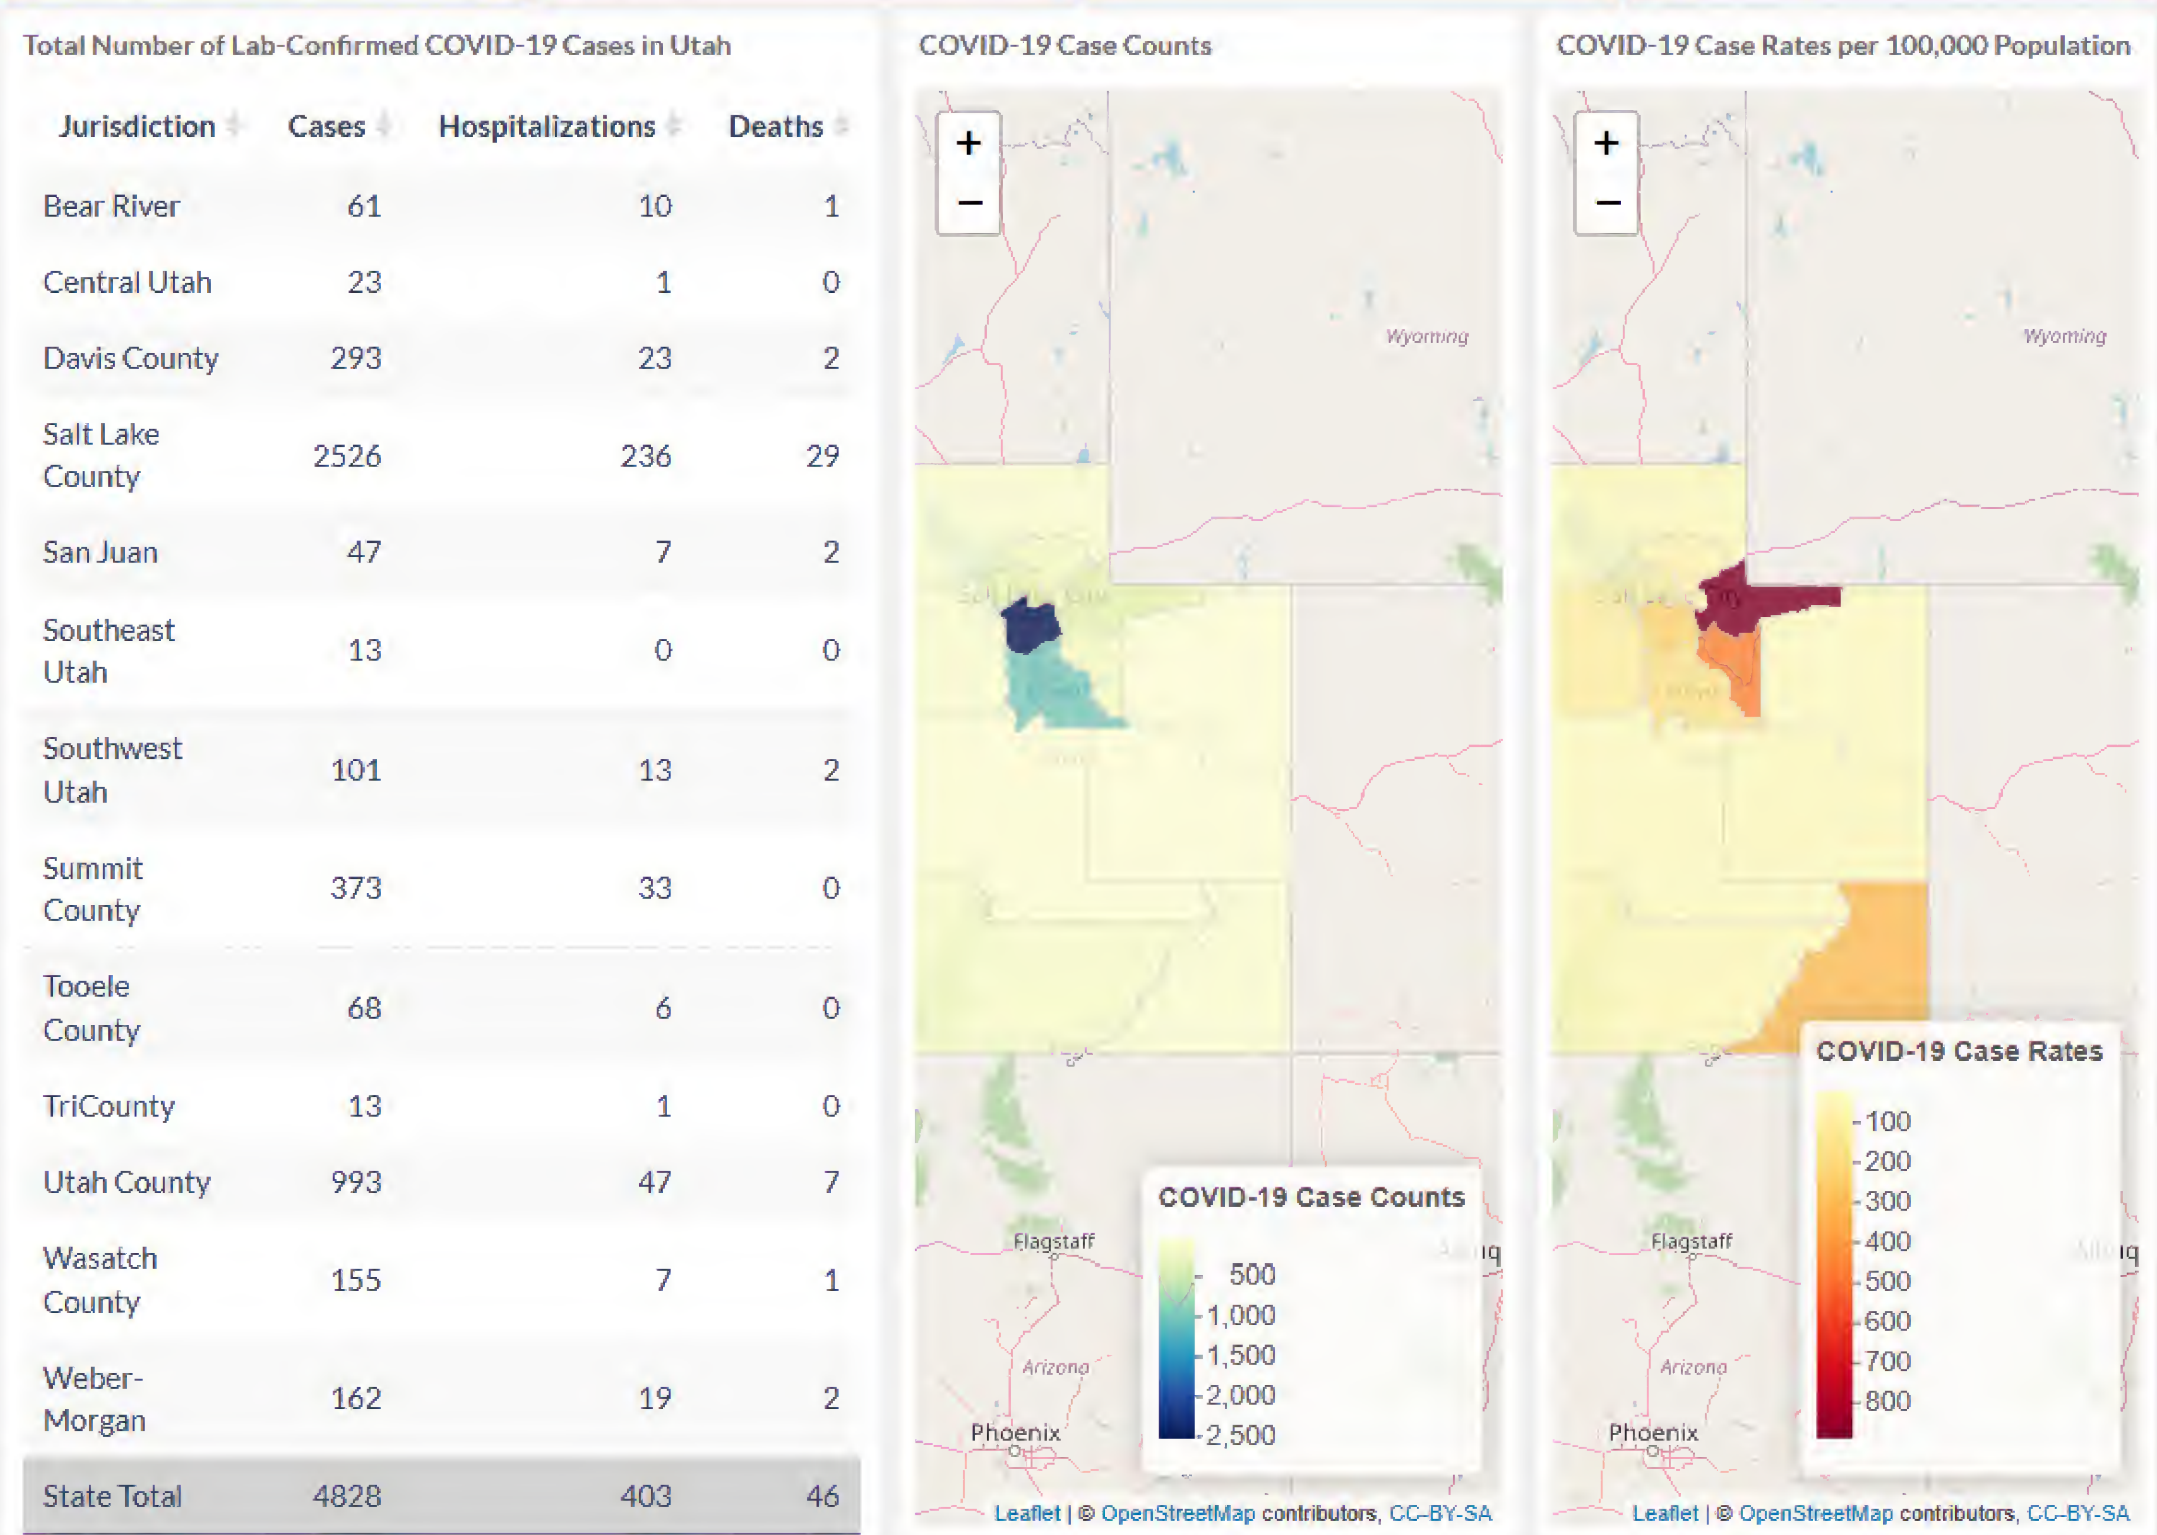 Total Number of Lab-Confirmed COVID-19 Cases in Utah
Jurisdiction Cases Hospitalizations Deaths
Bear River 61 10 1
Central Utah 23 1 0
Davis County 293 23 2
Salt Lake
County 2526 236 29
San Juan 47 7 2
Southeast
Utah 13 0 0
Southwest
Utah 101 13 2
Summit
County 373 33 0
Tooele
County 68 6 0
TriCounty 13 1 0
Utah County 993 47 7
Wasatch
County 155 7 1
Weber-
Morgan 162 19 2
State Total 4828 403 46
COVID-19 Case Counts
+
−
Wyoming
Flagstaff
Arizona
Phoenix
COVID-19 Case Counts
500
1,000
1,500
2,000
2,500
Leaflet | © OpenStreetMap contributors, CC-BY-SA
COVID-19 Case Rates per 100,000 Population
+
−
Wyoming
COVID-19 Case Rates
100
200
300
400
500
600
700
800
Flagstaff
Arizona
Phoenix
Leaflet | © OpenStreetMap contributors, CC-BY-SA